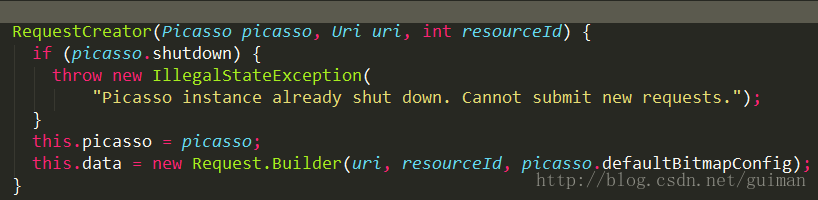 RequestCreator(Picasso picasso, Uri uri, int resourceId) {
if (picasso.shutdown) {
throw new IllegalStateException(
"Picasso instance already shut down. Cannot submit new requests.");
}
this.picasso = picasso;
this.data = new Request.Builder(uri, resourceId, picasso.defaultBitmapConfig);
}
http://blog.csdn.net/guiman